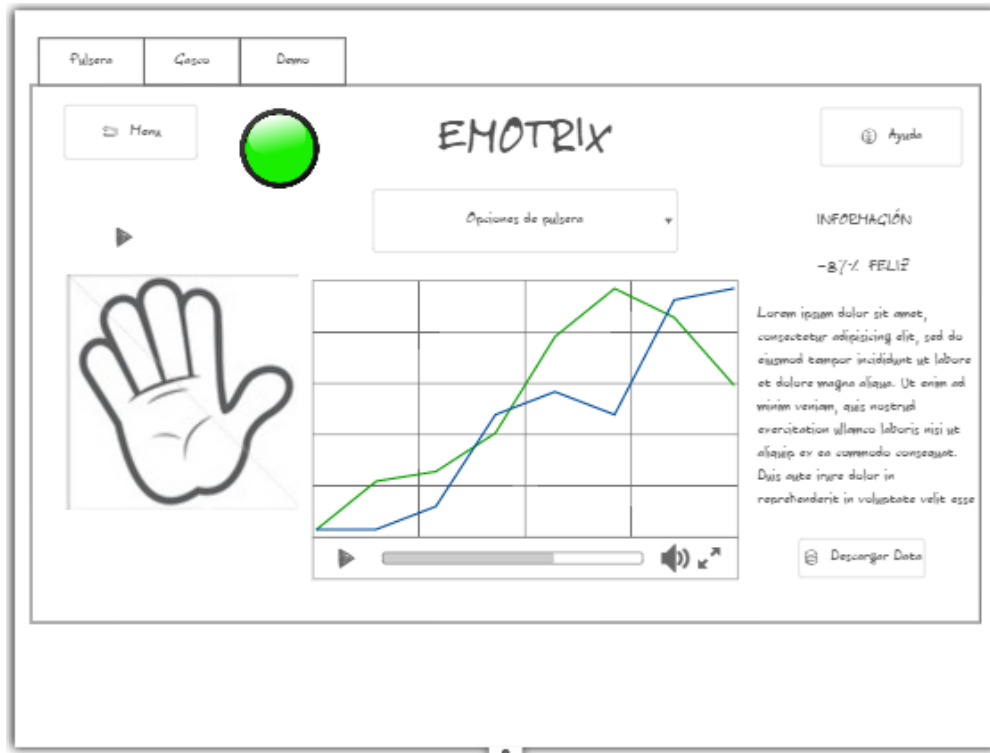 Pulsera
Casco
Demo
Menu
EMOTRIX
Ayuda
Opciones de pulsera
INFORMACIÓN
-87% FELIZ
Lorem ipsum dolor sit amet,
consectetur adipisicing elit, sed do
eiusmod tempor incididunt ut labore
et dolore magna aliqua. Ut enim ad
minim veniam, quis nostrud
exercitation ullamco laboris nisi ut
aliquip ex ea commodo consequat.
Duis aute irure dolor in
reprehenderit in voluptate velit esse
Descargar Data